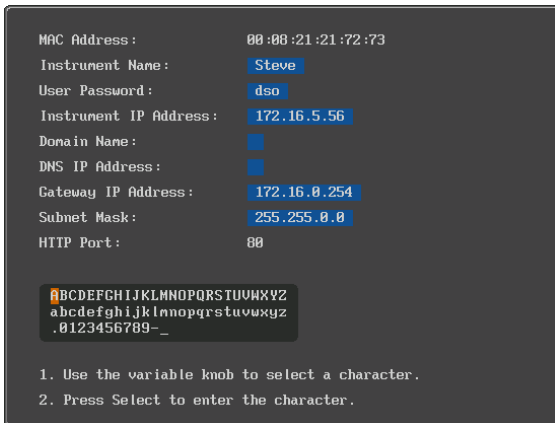 MAC Address: 00:08:21:21:72:73
Instrument Name: Steve
User Password: dso
Instrument IP Address: 172.16.5.56
Domain Name:
DNS IP Address:
Gateway IP Address: 172.16.0.254
Subnet Mask: 255.255.0.0
HTTP Port: 80
ABCDEFGHIJKLMNOPQRSTUVWXYZ
abcdefghijklmnopqrstuvwxyz
.0123456789-_
1. Use the variable knob to select a character.
2. Press Select to enter the character.